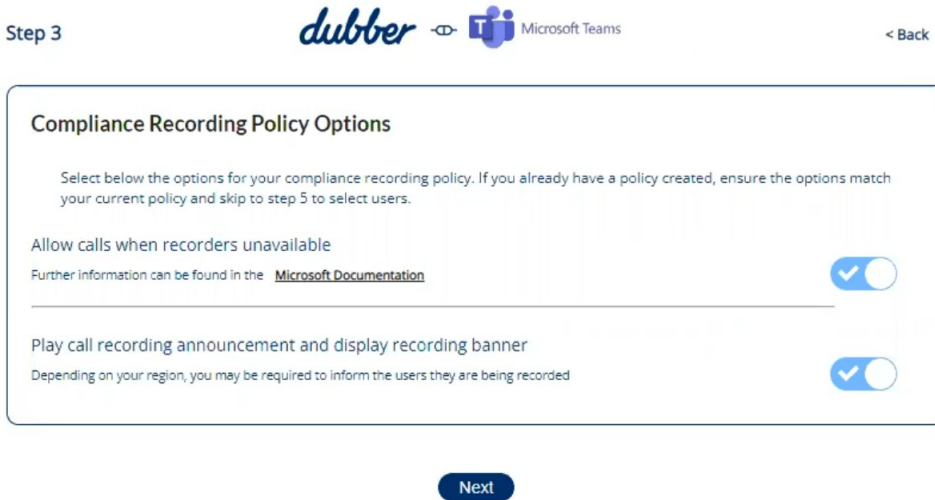 Step 3
dubber
Microsoft Teams
< Back
Compliance Recording Policy Options
Select below the options for your compliance recording policy. If you already have a policy created, ensure the options match
your current policy and skip to step 5 to select users.
Allow calls when recorders unavailable
Further information can be found in the Microsoft Documentation
Play call recording announcement and display recording banner
Depending on your region, you may be required to inform the users they are being recorded
Next